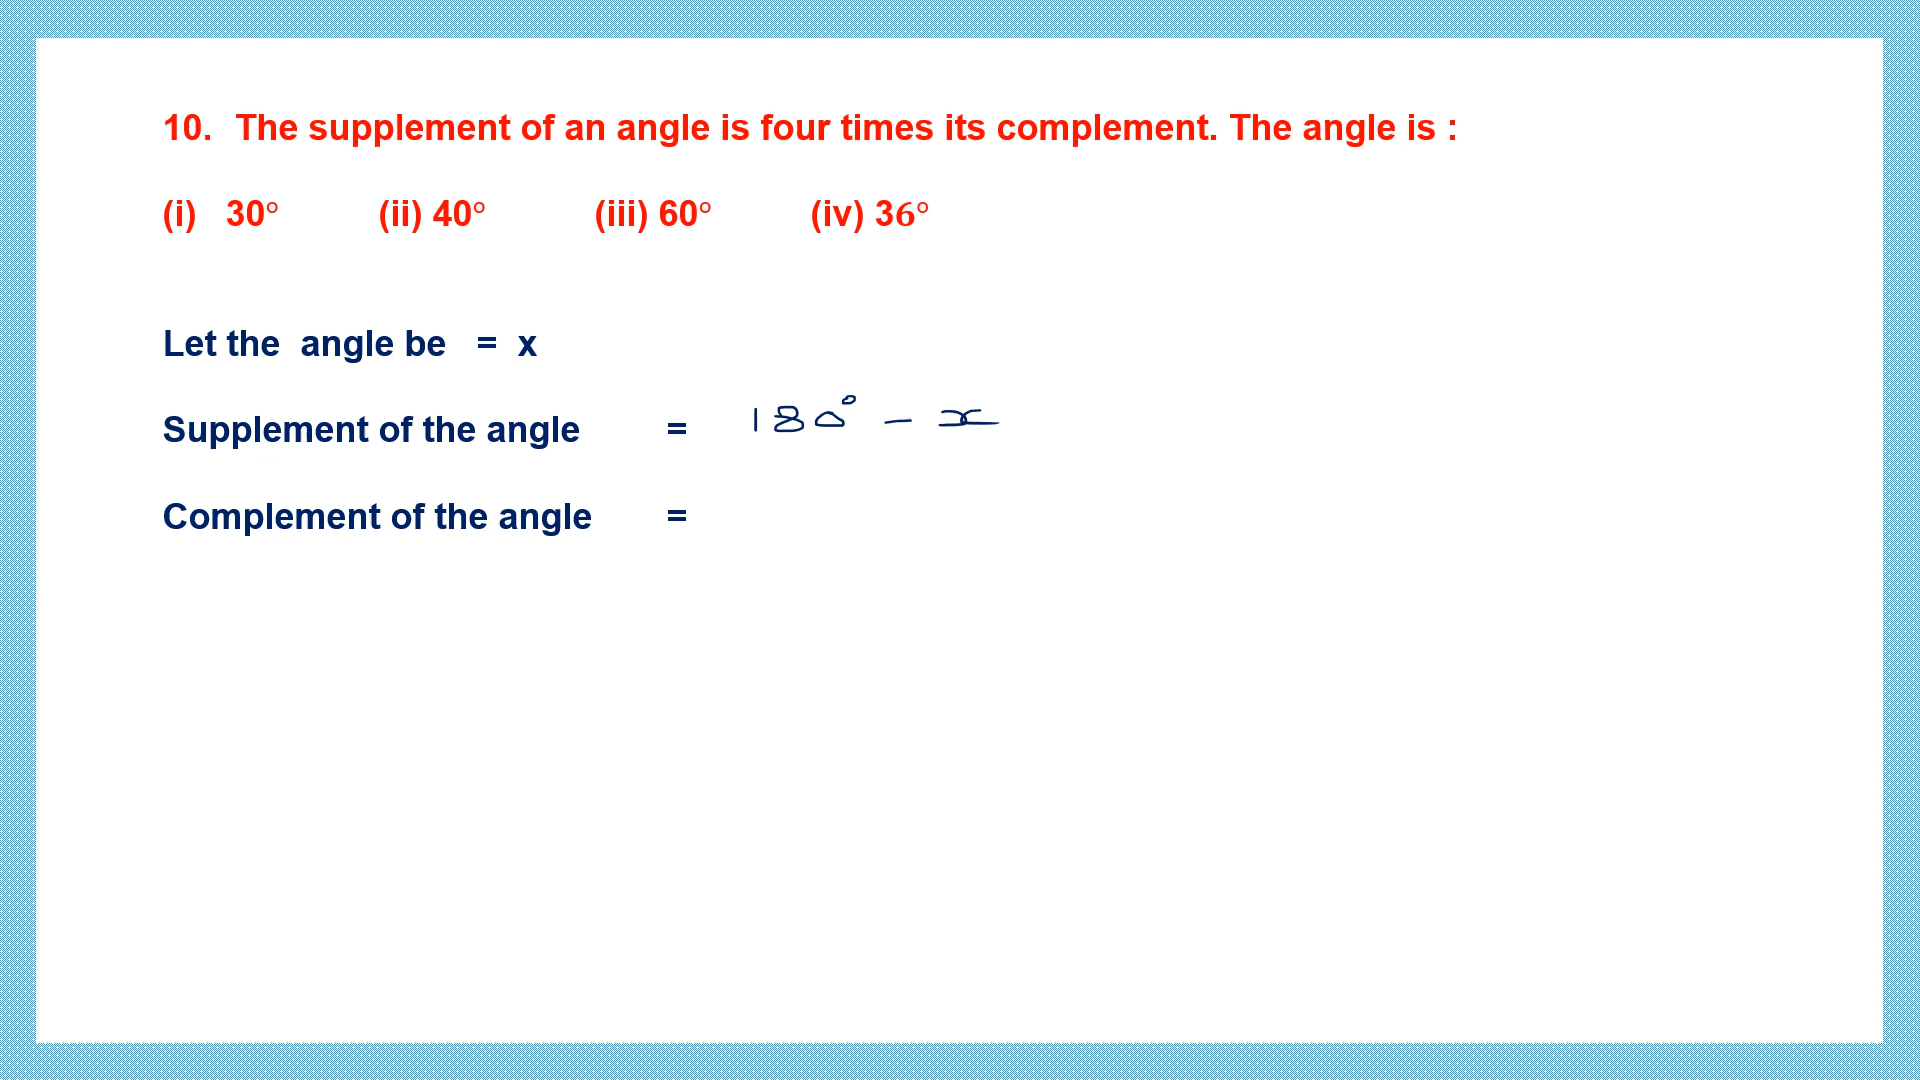 10. The supplement of an angle is four times its complement. The angle is :
(i) 30° (ii) 40° (iii) 60° (iv) 36°
Let the angle be = x
Supplement of the angle = 180° - x
Complement of the angle =